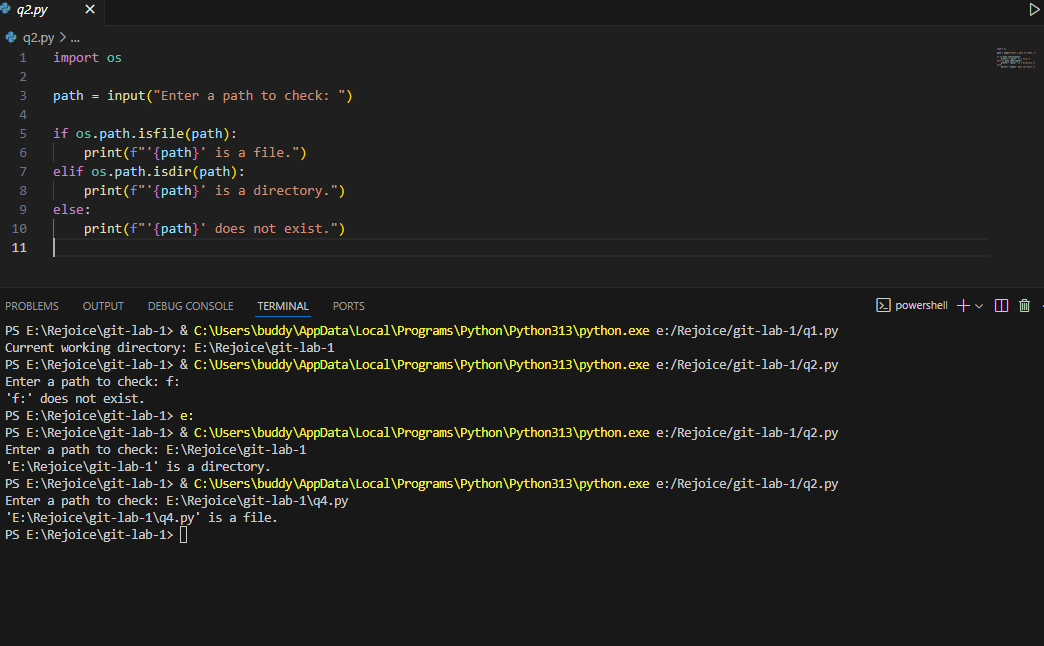 q2.py
q2.py > ...
1 import os
2
3 path = input("Enter a path to check: ")
4
5 if os.path.isfile(path):
6     print(f"'{path}' is a file.")
7 elif os.path.isdir(path):
8     print(f"'{path}' is a directory.")
9 else:
10     print(f"'{path}' does not exist.")
11
PROBLEMS OUTPUT DEBUG CONSOLE TERMINAL PORTS powershell
PS E:\Rejoice\git-lab-1> & C:\Users\buddy\AppData\Local\Programs\Python\Python313\python.exe e:/Rejoice/git-lab-1/q1.py
Current working directory: E:\Rejoice\git-lab-1
PS E:\Rejoice\git-lab-1> & C:\Users\buddy\AppData\Local\Programs\Python\Python313\python.exe e:/Rejoice/git-lab-1/q2.py
Enter a path to check: f:
'f:' does not exist.
PS E:\Rejoice\git-lab-1> e:
PS E:\Rejoice\git-lab-1> & C:\Users\buddy\AppData\Local\Programs\Python\Python313\python.exe e:/Rejoice/git-lab-1/q2.py
Enter a path to check: E:\Rejoice\git-lab-1
'E:\Rejoice\git-lab-1' is a directory.
PS E:\Rejoice\git-lab-1> & C:\Users\buddy\AppData\Local\Programs\Python\Python313\python.exe e:/Rejoice/git-lab-1/q2.py
Enter a path to check: E:\Rejoice\git-lab-1\q4.py
'E:\Rejoice\git-lab-1\q4.py' is a file.
PS E:\Rejoice\git-lab-1>